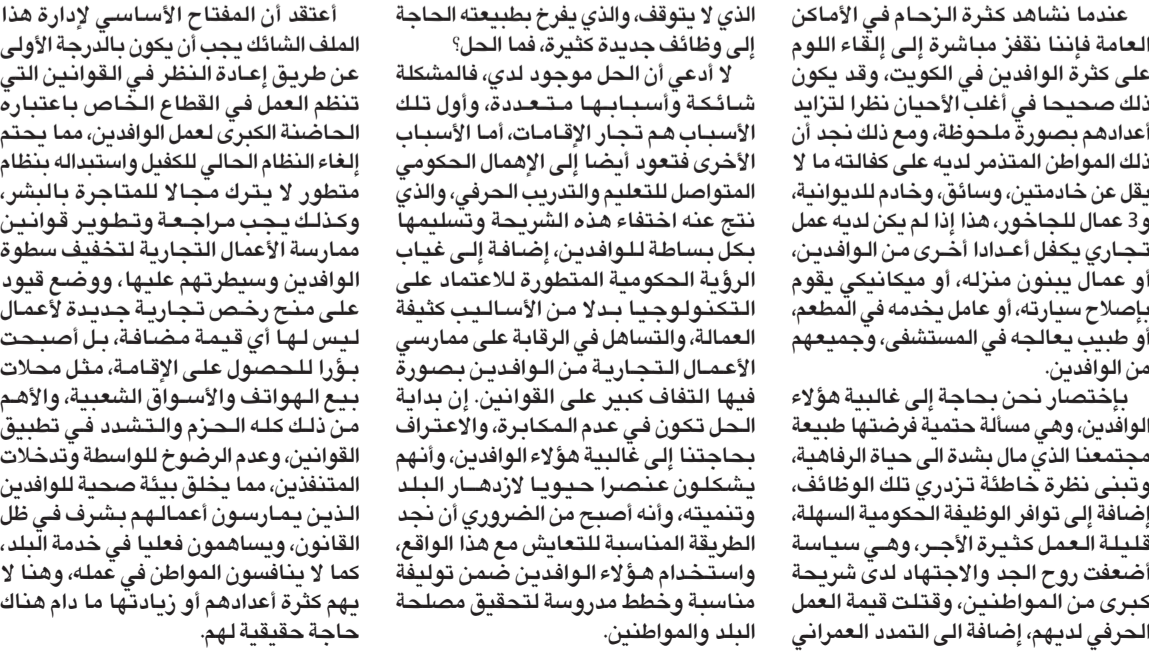 عندما نشاهد كثرة الزحام في الأماكن
العامة فإننا نقفز مباشرة إلى إلقاء اللوم
على كثرة الوافدين في الكويت، وقد يكون
ذلك صحيحا في أغلب الأحيان نظرا لتزايد
أعدادهم بصورة ملحوظة، ومع ذلك نجد أن
ذلك المواطن المتذمر لديه على كفالته ما لا
يقل عن خادمتين، وسائق، وخادم للديوانية،
و3 عمال للجاخور، هذا إذا لم يكن لديه عمل
تجاري يكفل أعدادا أخرى من الوافدين،
أو عمال يبنون منزله، أو ميكانيكي يقوم
بإصلاح سيارته، أو عامل يخدمه في المطعم،
أو طبيب يعالجه في المستشفى، وجميعهم
من الوافدين.
بإختصار نحن بحاجة إلى غالبية هؤلاء
الوافدين، وهي مسألة حتمية فرضتها طبيعة
مجتمعنا الذي مال بشدة الى حياة الرفاهية،
وتبنى نظرة خاطئة تزدري تلك الوظائف،
إضافة إلى توافر الوظيفة الحكومية السهلة،
قليلة العمل كثيرة الأجر، وهي سياسة
أضعفت روح الجد والاجتهاد لدى شريحة
كبرى من المواطنين، وقتلت قيمة العمل
الحرفي لديهم، إضافة الى التمدد العمراني
الذي لا يتوقف، والذي يفرخ بطبيعته الحاجة
إلى وظائف جديدة كثيرة، فما الحل؟
لا أدعي أن الحل موجود لدي، فالمشكلة
شائكة وأسبابها متعددة، وأول تلك
الأسباب هم تجار الإقامات، أما الأسباب
الأخرى فتعود أيضا إلى الإهمال الحكومي
المتواصل للتعليم والتدريب الحرفي، والذي
نتج عنه اختفاء هذه الشريحة وتسليمها
بكل بساطة للوافدين، إضافة إلى غياب
الرؤية الحكومية المتطورة للاعتماد على
التكنولوجيا بدلا من الأساليب كثيفة
العمالة، والتساهل في الرقابة على ممارسي
الأعمال التجارية من الوافدين بصورة
فيها التفاف كبير على القوانين. إن بداية
الحل تكون في عدم المكابرة، والاعتراف
بحاجتنا إلى غالبية هؤلاء الوافدين، وأنهم
يشكلون عنصرا حيويا لازدهار البلد
وتنميته، وأنه أصبح من الضروري أن نجد
الطريقة المناسبة للتعايش مع هذا الواقع،
واستخدام هؤلاء الوافدين ضمن توليفة
مناسبة وخطط مدروسة لتحقيق مصلحة
البلد والمواطنين.
أعتقد أن المفتاح الأساسي لإدارة هذا
الملف الشائك يجب أن يكون بالدرجة الأولى
عن طريق إعادة النظر في القوانين التي
تنظم العمل في القطاع الخاص باعتباره
الحاضنة الكبرى لعمل الوافدين، مما يحتم
إلغاء النظام الحالي للكفيل واستبداله بنظام
متطور لا يترك مجالا للمتاجرة بالبشر،
وكذلك يجب مراجعة وتطوير قوانين
ممارسة الأعمال التجارية لتخفيف سطوة
الوافدين وسيطرتهم عليها، ووضع قيود
على منح رخص تجارية جديدة لأعمال
ليس لها أي قيمة مضافة، بل أصبحت
بؤرا للحصول على الإقامة، مثل محلات
بيع الهواتف والأسواق الشعبية، والأهم
من ذلك كله الحزم والتشدد في تطبيق
القوانين، وعدم الرضوخ للواسطة وتدخلات
المتنفذين، مما يخلق بيئة صحية للوافدين
الذين يمارسون أعمالهم بشرف في ظل
القانون، ويساهمون فعليا في خدمة البلد،
كما لا ينافسون المواطن في عمله، وهنا لا
يهم كثرة أعدادهم أو زيادتها ما دام هناك
حاجة حقيقية لهم.